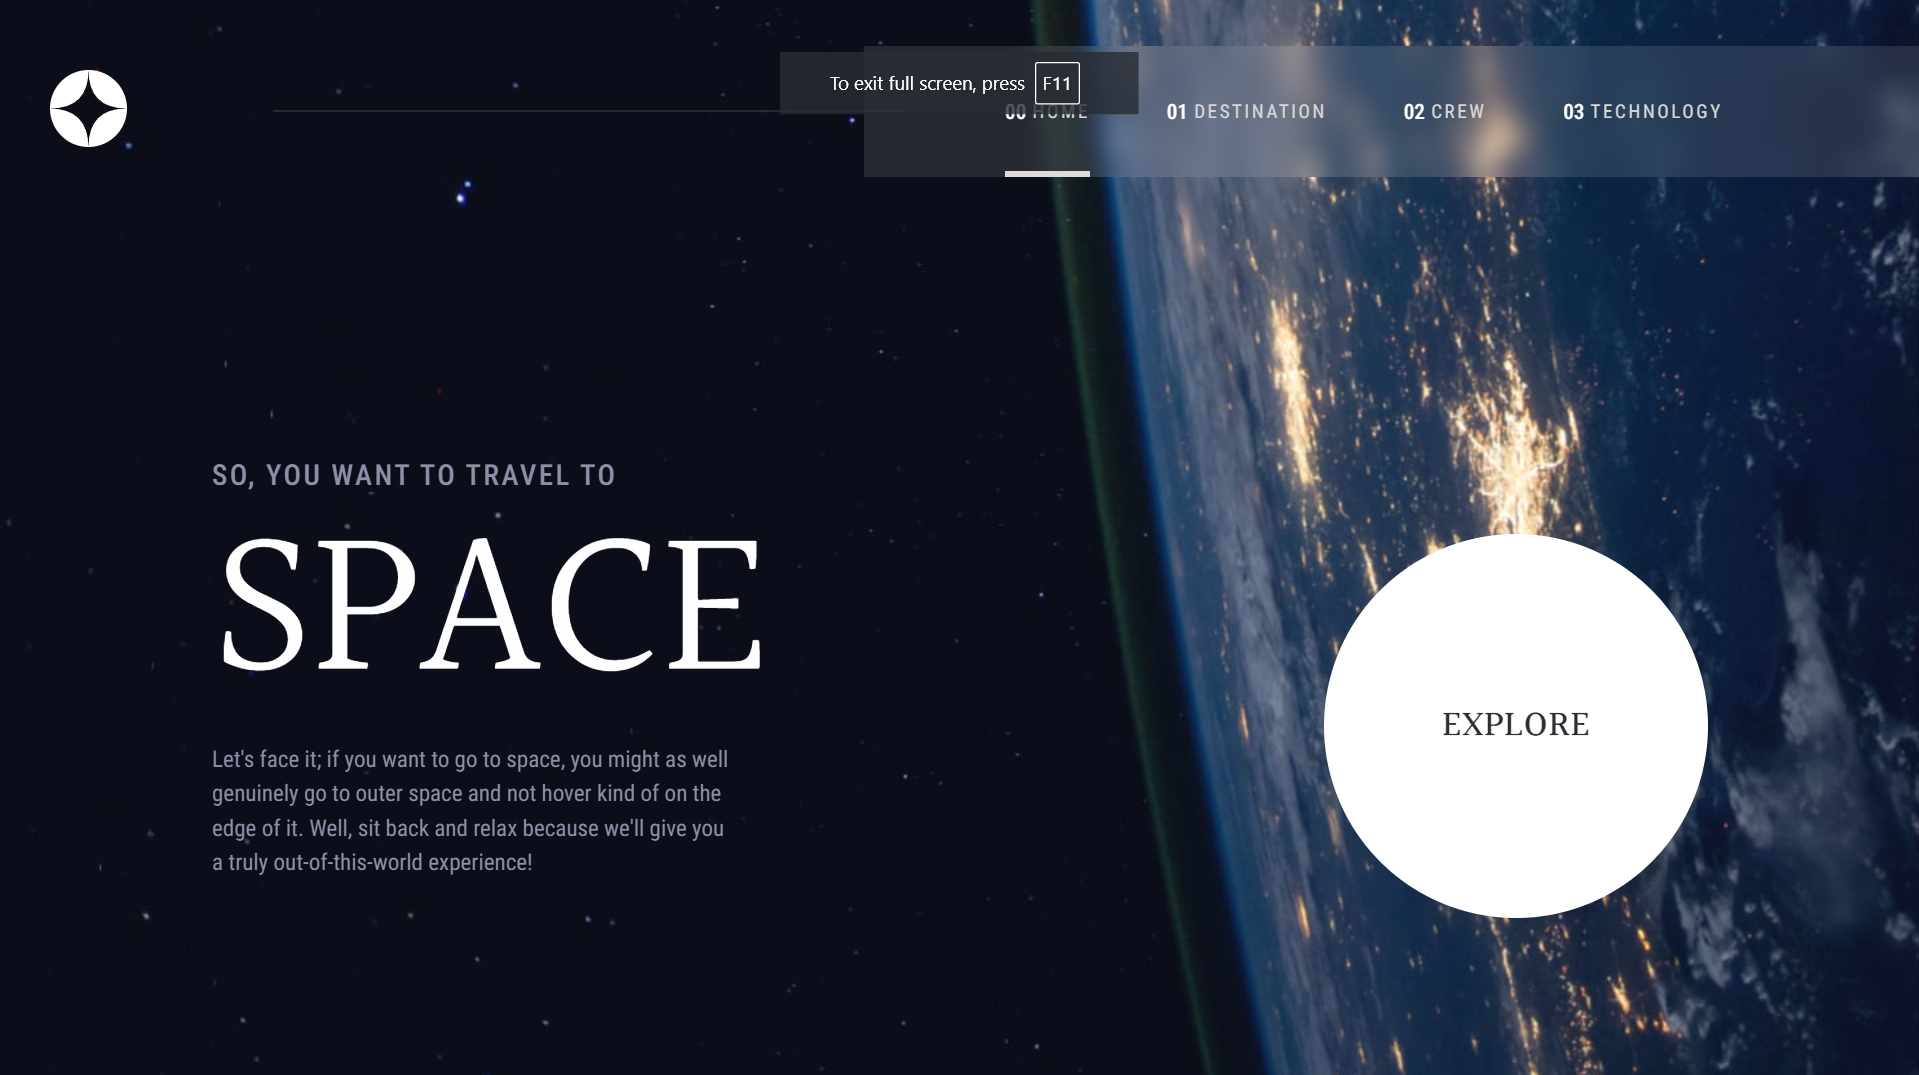 To exit full screen, press F11
00 HOME 01 DESTINATION 02 CREW 03 TECHNOLOGY
SO, YOU WANT TO TRAVEL TO
SPACE
Let's face it; if you want to go to space, you might as well
genuinely go to outer space and not hover kind of on the
edge of it. Well, sit back and relax because we'll give you
a truly out-of-this-world experience!
EXPLORE